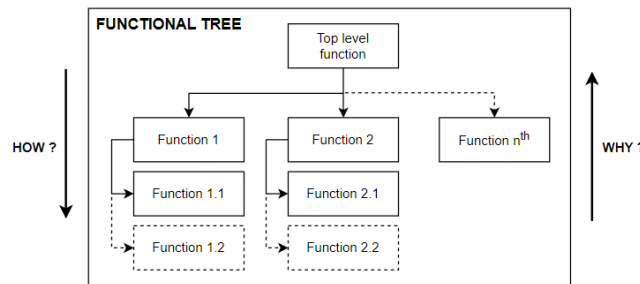 FUNCTIONAL TREE
Top level
function
HOW ?
WHY ?
Function 1
Function 2
Function nth
Function 1.1
Function 2.1
Function 1.2
Function 2.2